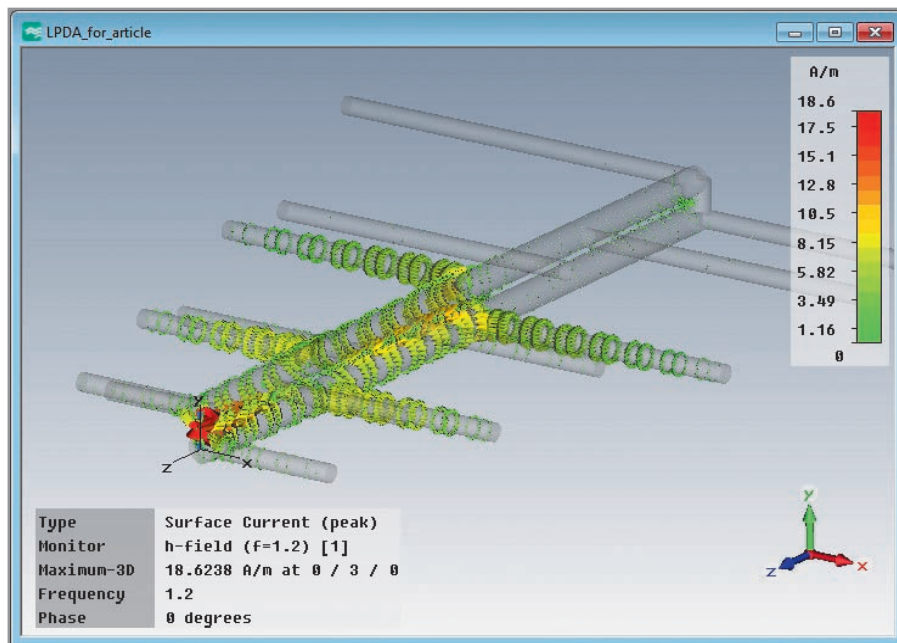 LPDA_for_article
A/m
18.6
17.5
15.1
12.8
10.5
8.15
5.82
3.49
1.16
0
Y
Z
X
Type Surface Current (peak)
Monitor h-field (f=1.2) [1]
Maximum-3D 18.6238 A/m at 0 / 3 / 0
Frequency 1.2
Phase 0 degrees
y
z
x